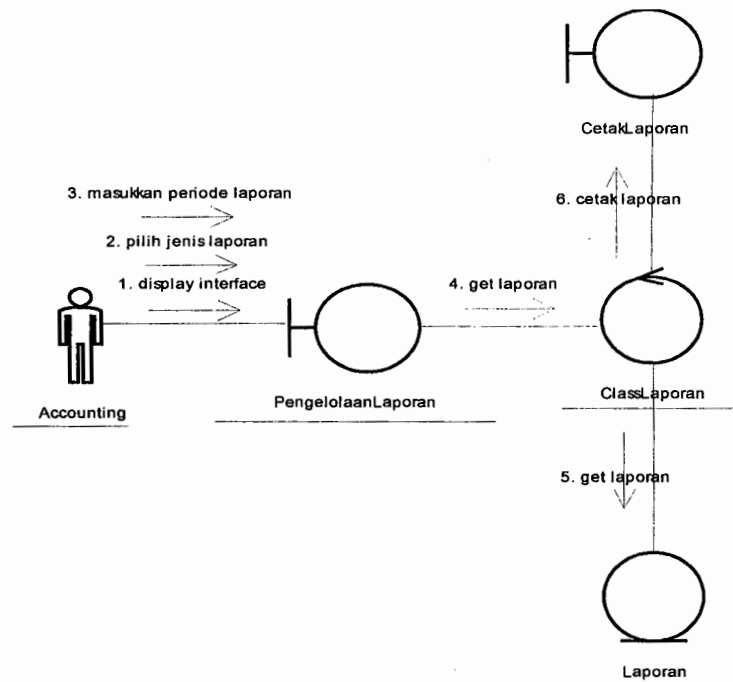 CetakLaporan
3. masukkan periode laporan
6. cetak laporan
2. pilih jenis laporan
1. display interface
4. get laporan
Accounting
PengelolaanLaporan
ClassLaporan
5. get laporan
Laporan